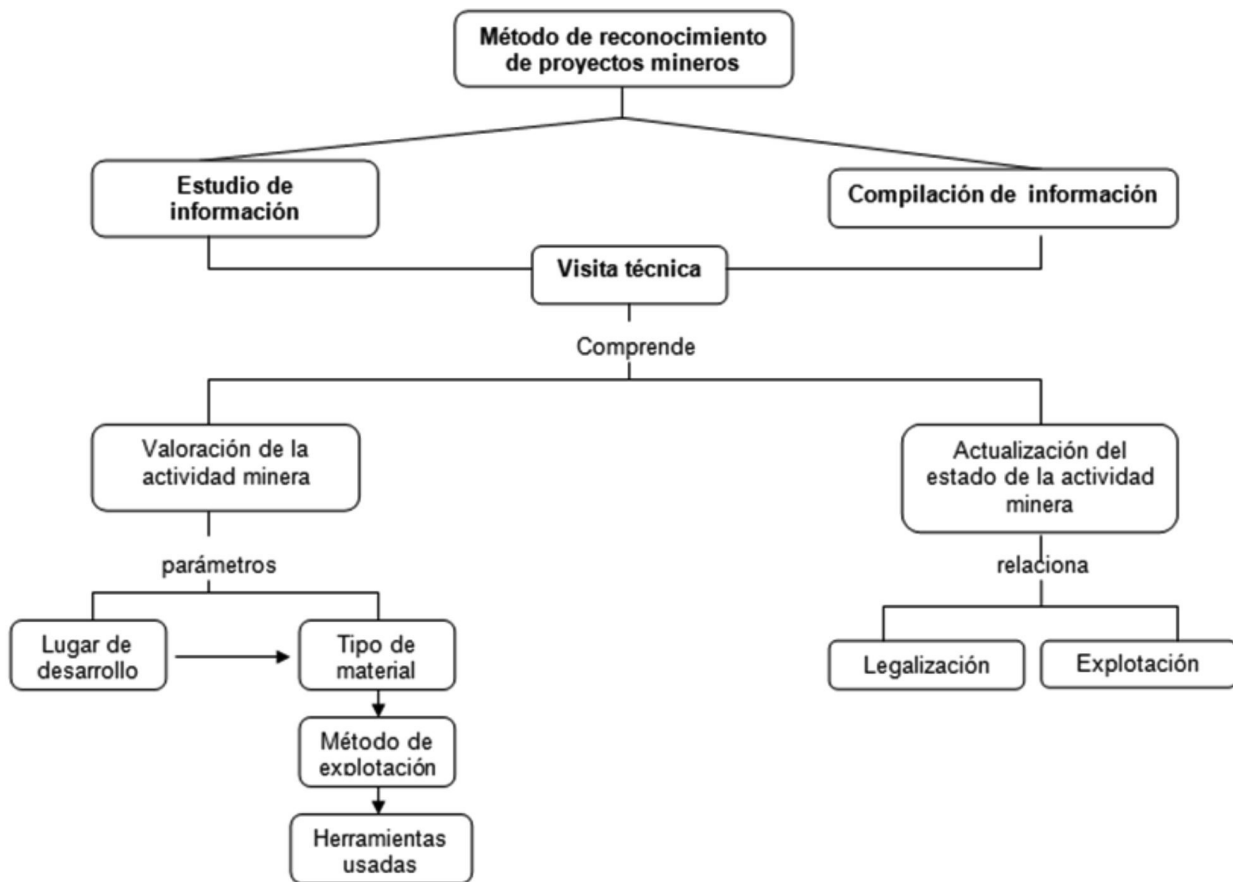 Método de reconocimiento
de proyectos mineros
Estudio de
información
Compilación de información
Visita técnica
Comprende
Valoración de la
actividad minera
Actualización del
estado de la actividad
minera
parámetros
relaciona
Lugar de
desarrollo
Tipo de
material
Legalización
Explotación
Método de
explotación
Herramientas
usadas